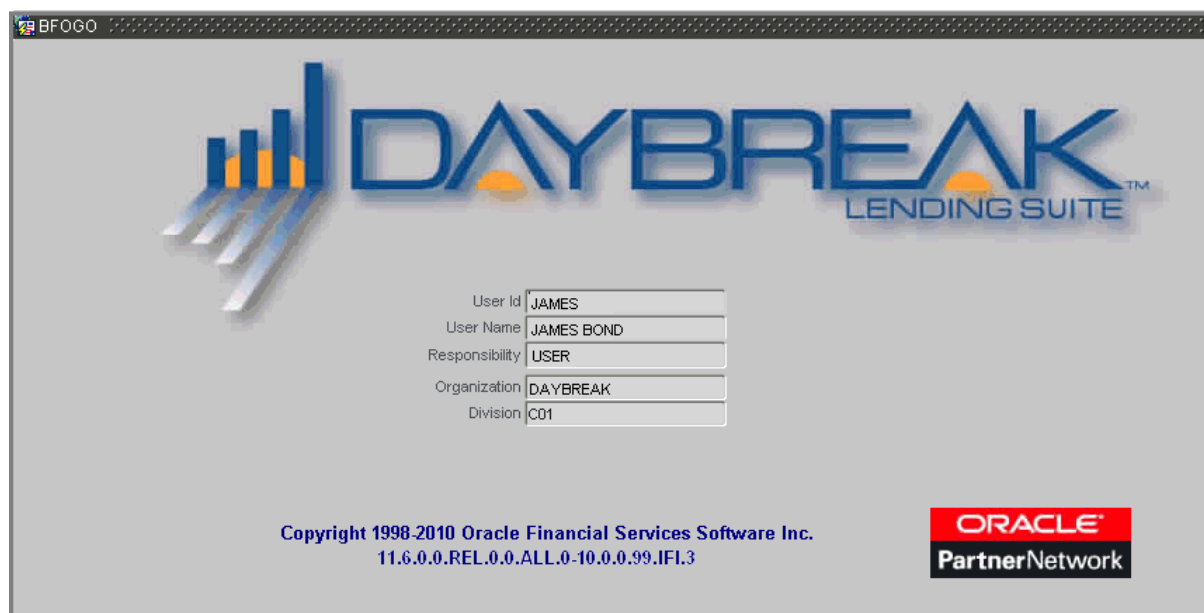 BFOGO
DAYBREAK™
LENDING SUITE
User Id JAMES
User Name JAMES BOND
Responsibility USER
Organization DAYBREAK
Division C01
Copyright 1998-2010 Oracle Financial Services Software Inc.
11.6.0.0.REL.0.0.ALL.0-10.0.0.99.IFI.3
ORACLE
PartnerNetwork